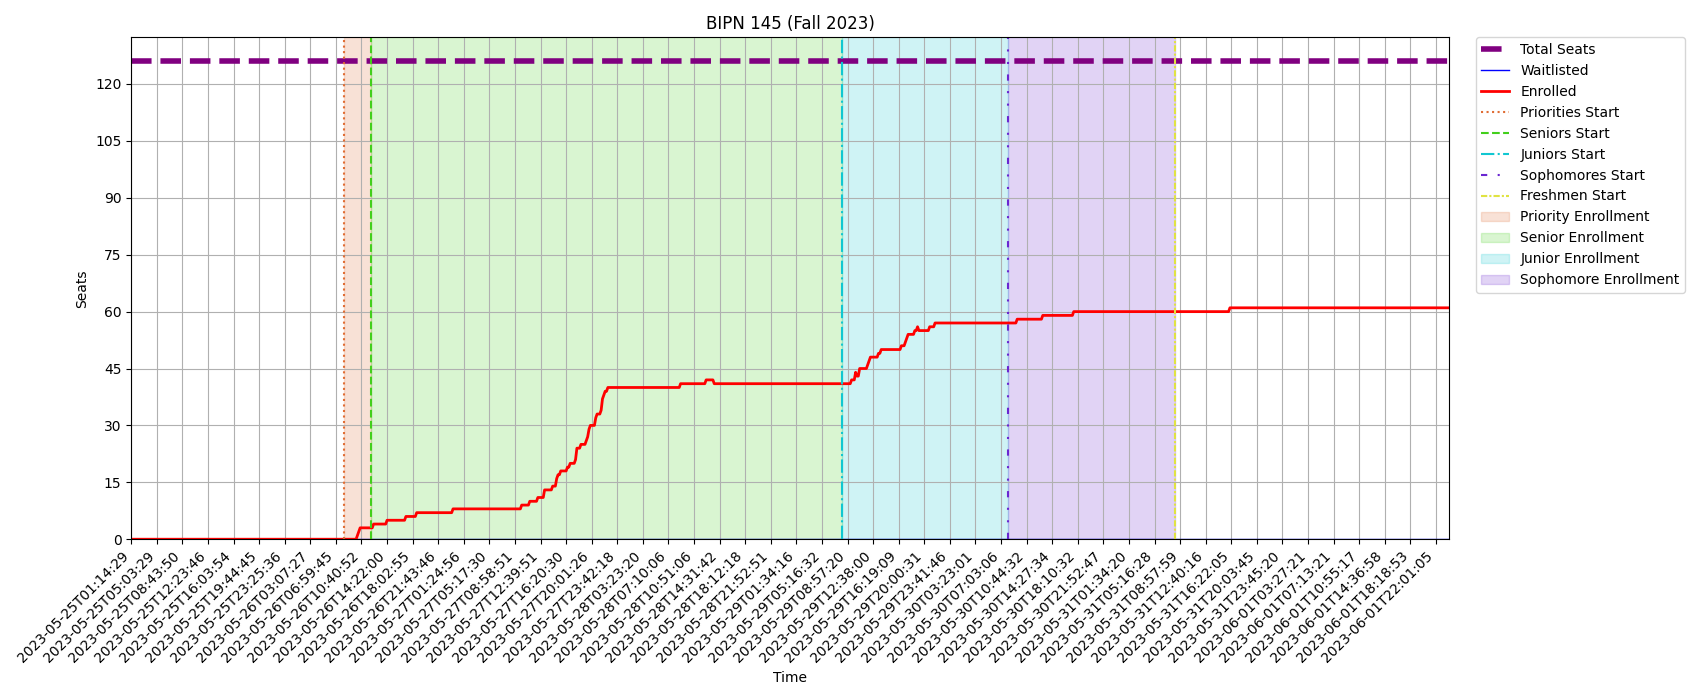 BIPN 145 (Fall 2023)
Total Seats
Waitlisted
Enrolled
Priorities Start
Seniors Start
Juniors Start
Sophomores Start
Freshmen Start
Priority Enrollment
Senior Enrollment
Junior Enrollment
Sophomore Enrollment
Seats
120
105
90
75
60
45
30
15
0
2023-05-25T01:14:29
2023-05-25T05:03:29
2023-05-25T08:43:50
2023-05-25T12:23:46
2023-05-25T16:03:54
2023-05-25T19:44:45
2023-05-25T23:25:36
2023-05-26T03:07:27
2023-05-26T06:59:45
2023-05-26T10:40:52
2023-05-26T14:22:00
2023-05-26T18:02:55
2023-05-26T21:43:46
2023-05-27T01:24:56
2023-05-27T05:17:30
2023-05-27T08:58:51
2023-05-27T12:39:51
2023-05-27T16:20:30
2023-05-27T20:01:26
2023-05-27T23:42:18
2023-05-28T03:23:20
2023-05-28T07:10:06
2023-05-28T10:51:06
2023-05-28T14:31:42
2023-05-28T18:12:18
2023-05-28T21:52:51
2023-05-29T01:34:16
2023-05-29T05:16:32
2023-05-29T08:57:20
2023-05-29T12:38:00
2023-05-29T16:19:09
2023-05-29T20:00:31
2023-05-29T23:41:46
2023-05-30T03:23:01
2023-05-30T07:03:06
2023-05-30T10:44:32
2023-05-30T14:27:34
2023-05-30T18:10:32
2023-05-30T21:52:47
2023-05-31T01:34:20
2023-05-31T05:16:28
2023-05-31T08:57:59
2023-05-31T12:40:16
2023-05-31T16:22:05
2023-05-31T20:03:45
2023-05-31T23:45:20
2023-06-01T03:27:21
2023-06-01T07:13:21
2023-06-01T10:55:17
2023-06-01T14:36:58
2023-06-01T18:18:53
2023-06-01T22:01:05
Time